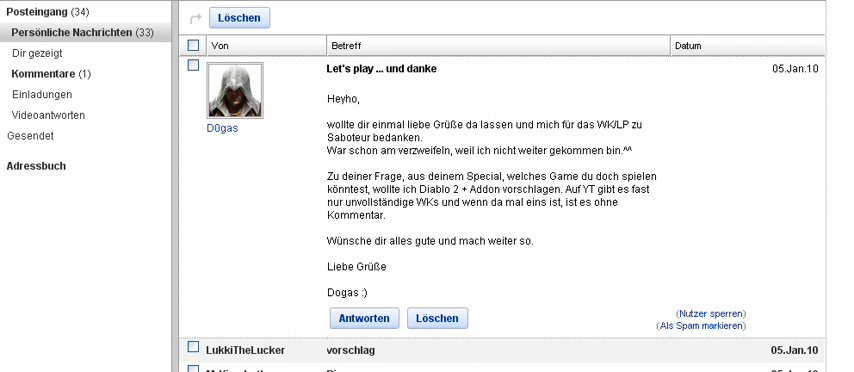 Posteingang (34)
Persönliche Nachrichten (33)
Dir gezeigt
Kommentare (1)
Einladungen
Videoantworten
Gesendet
Adressbuch
Löschen
Von Betreff Datum
Let's play ... und danke 05.Jan.10
D0gas
Heyho,
wollte dir einmal liebe Grüße da lassen und mich für das WK/LP zu
Saboteur bedanken.
War schon am verzweifeln, weil ich nicht weiter gekommen bin.^^
Zu deiner Frage, aus deinem Special, welches Game du doch spielen
könntest, wollte ich Diablo 2 + Addon vorschlagen. Auf YT gibt es fast
nur unvollständige WKs und wenn da mal eins ist, ist es ohne
Kommentar.
Wünsche dir alles gute und mach weiter so.
Liebe Grüße
Dogas :)
Antworten Löschen
(Nutzer sperren)
(Als Spam markieren)
LukkiTheLucker vorschlag 05.Jan.10